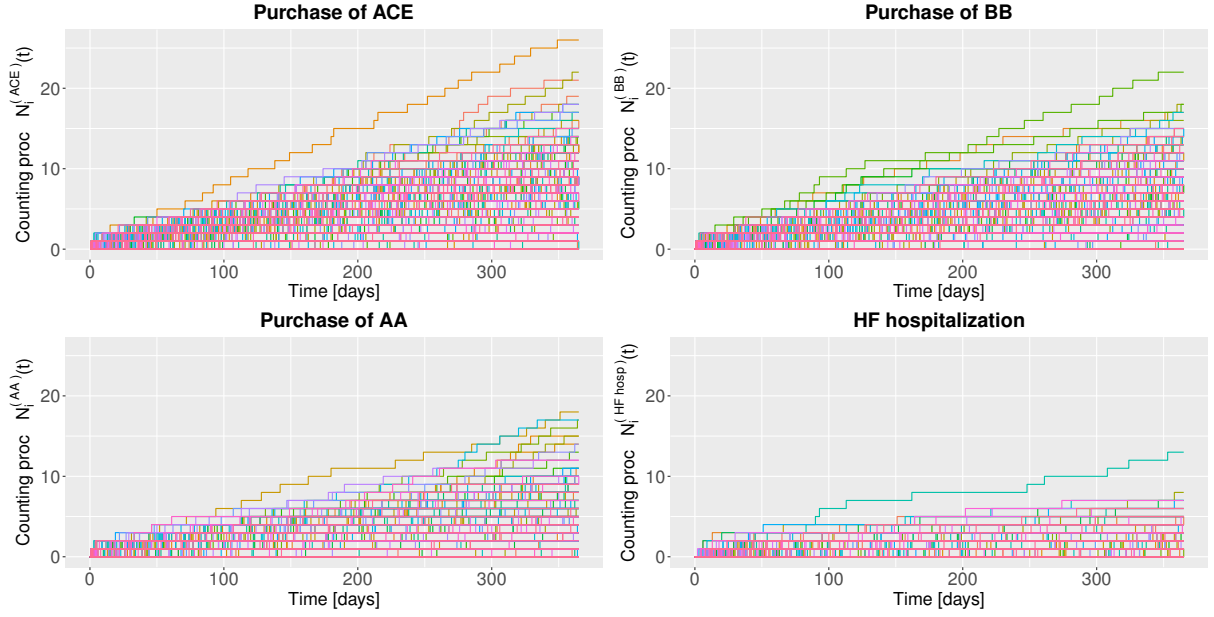 Purchase of ACE
Counting proc N_i^(ACE)(t)
20
10
0
0 100 200 300
Time [days]
Purchase of BB
Counting proc N_i^(BB)(t)
20
10
0
0 100 200 300
Time [days]
Purchase of AA
Counting proc N_i^(AA)(t)
20
10
0
0 100 200 300
Time [days]
HF hospitalization
Counting proc N_i^(HF hosp)(t)
20
10
0
0 100 200 300
Time [days]